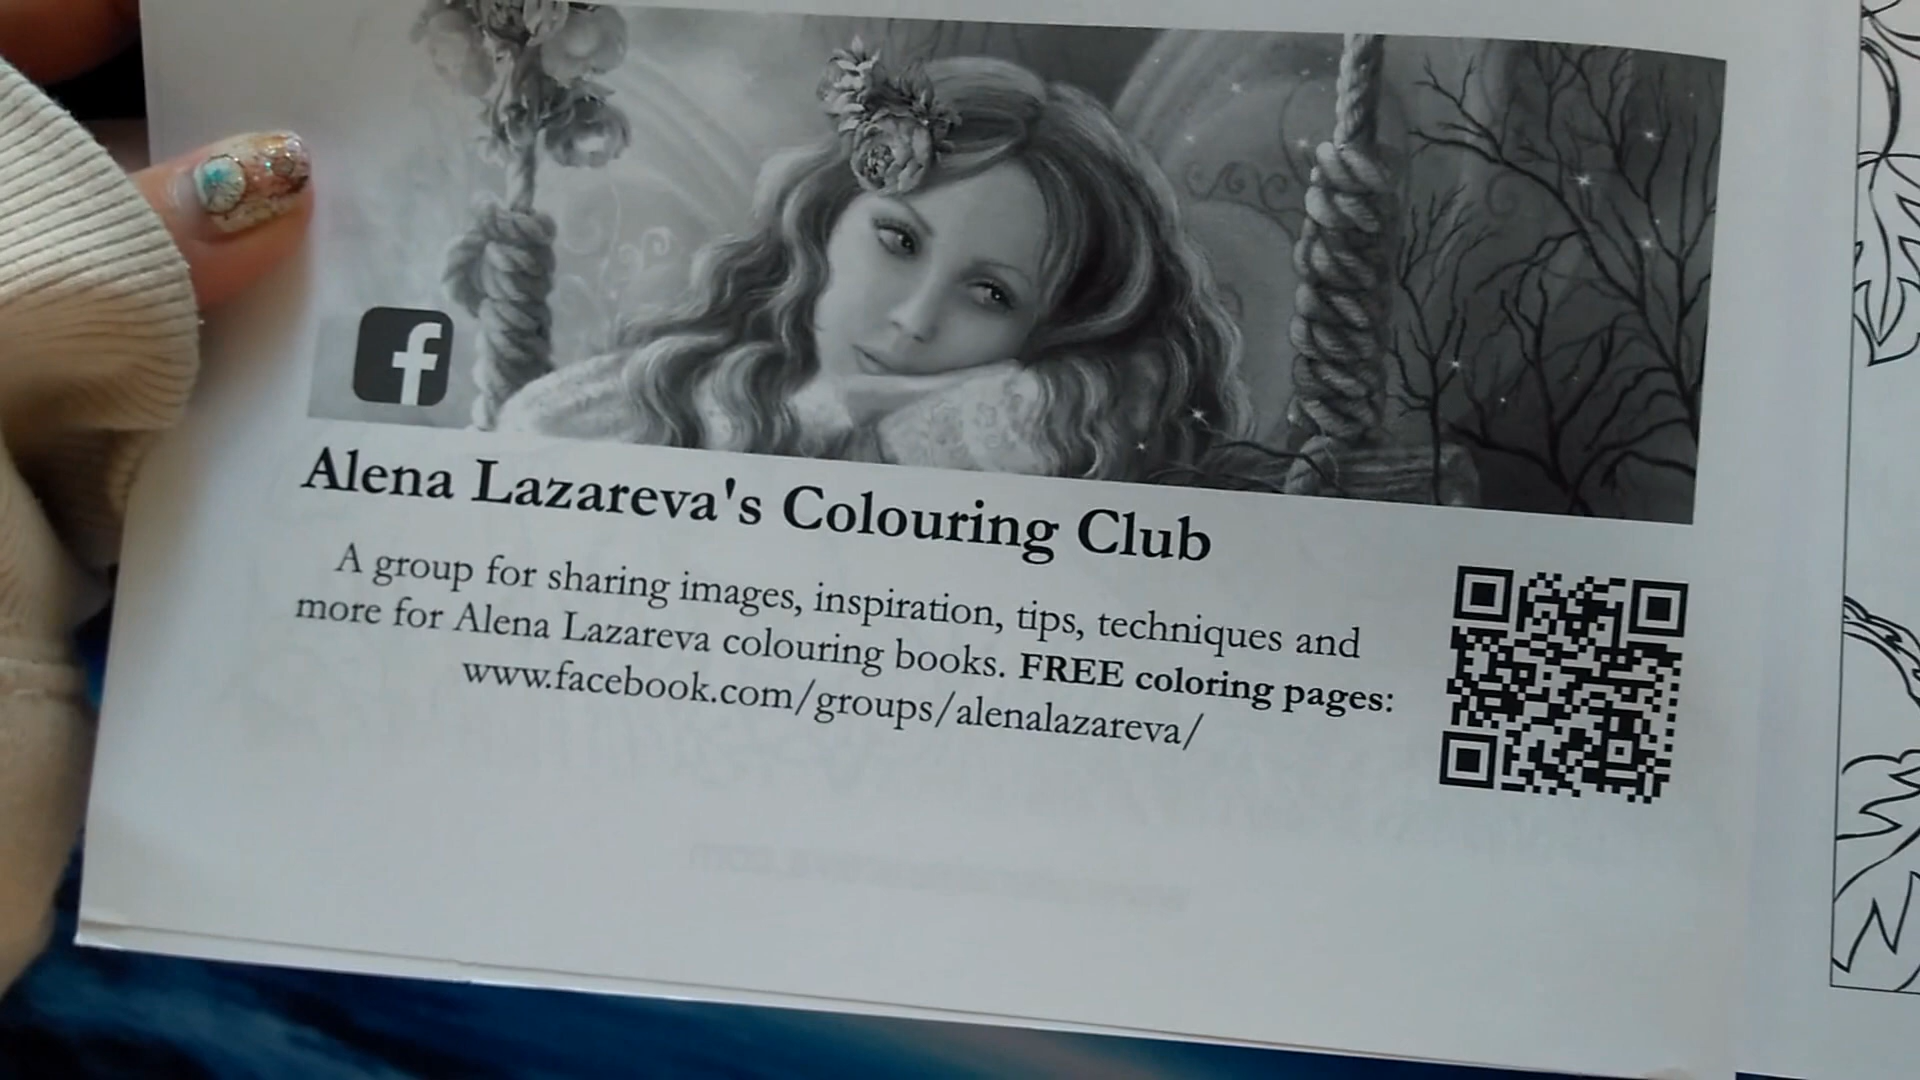 Alena Lazareva's Colouring Club
A group for sharing images, inspiration, tips, techniques and
more for Alena Lazareva colouring books. FREE coloring pages:
www.facebook.com/groups/alenalazareva/